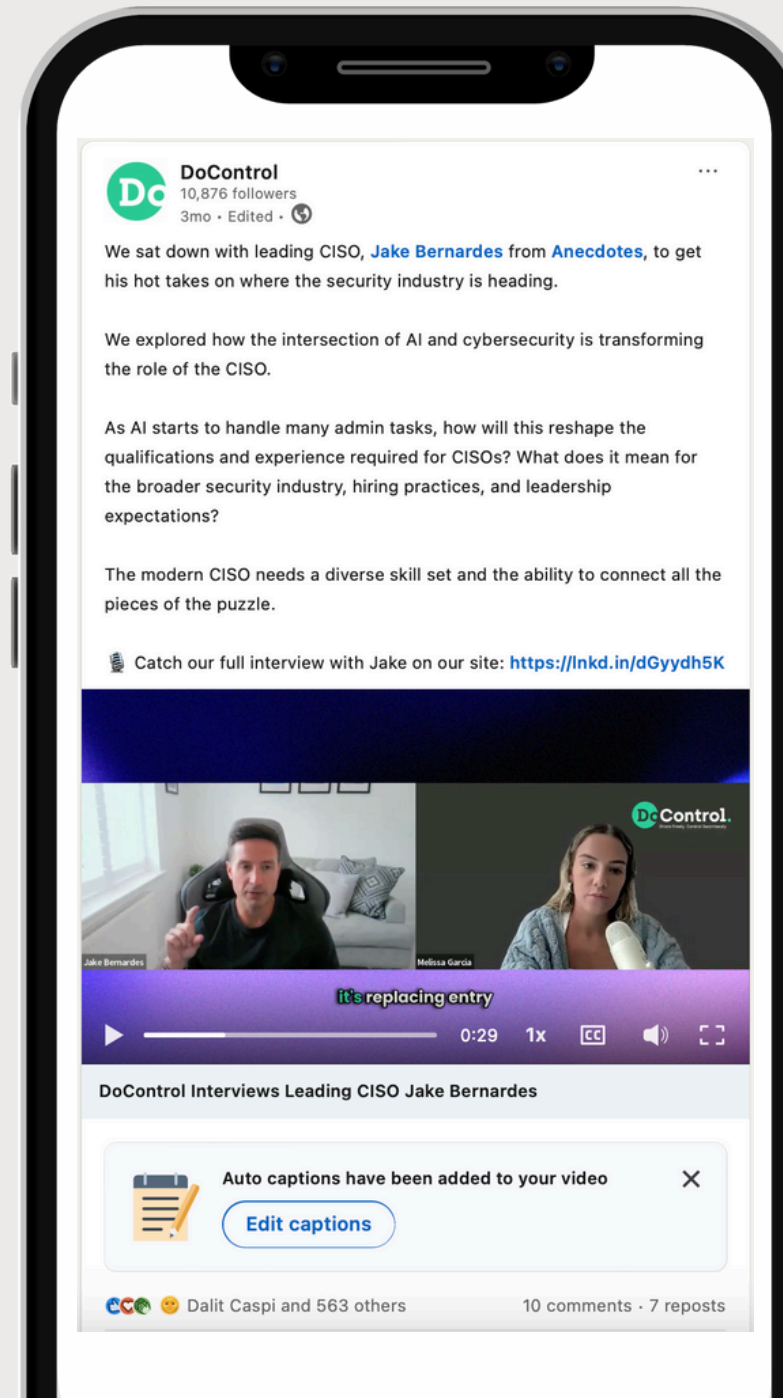 Do
DoControl
10,876 followers
3mo • Edited •
We sat down with leading CISO, Jake Bernardes from Anecdotes, to get
his hot takes on where the security industry is heading.
We explored how the intersection of AI and cybersecurity is transforming
the role of the CISO.
As AI starts to handle many admin tasks, how will this reshape the
qualifications and experience required for CISOs? What does it mean for
the broader security industry, hiring practices, and leadership
expectations?
The modern CISO needs a diverse skill set and the ability to connect all the
pieces of the puzzle.
🎙️ Catch our full interview with Jake on our site: https://lnkd.in/dGyydh5K
DoControl.
Jake Bernardes
Melissa Garcia
it's replacing entry
0:29 1x CC
DoControl Interviews Leading CISO Jake Bernardes
Auto captions have been added to your video
Edit captions
Dalit Caspi and 563 others 10 comments · 7 reposts